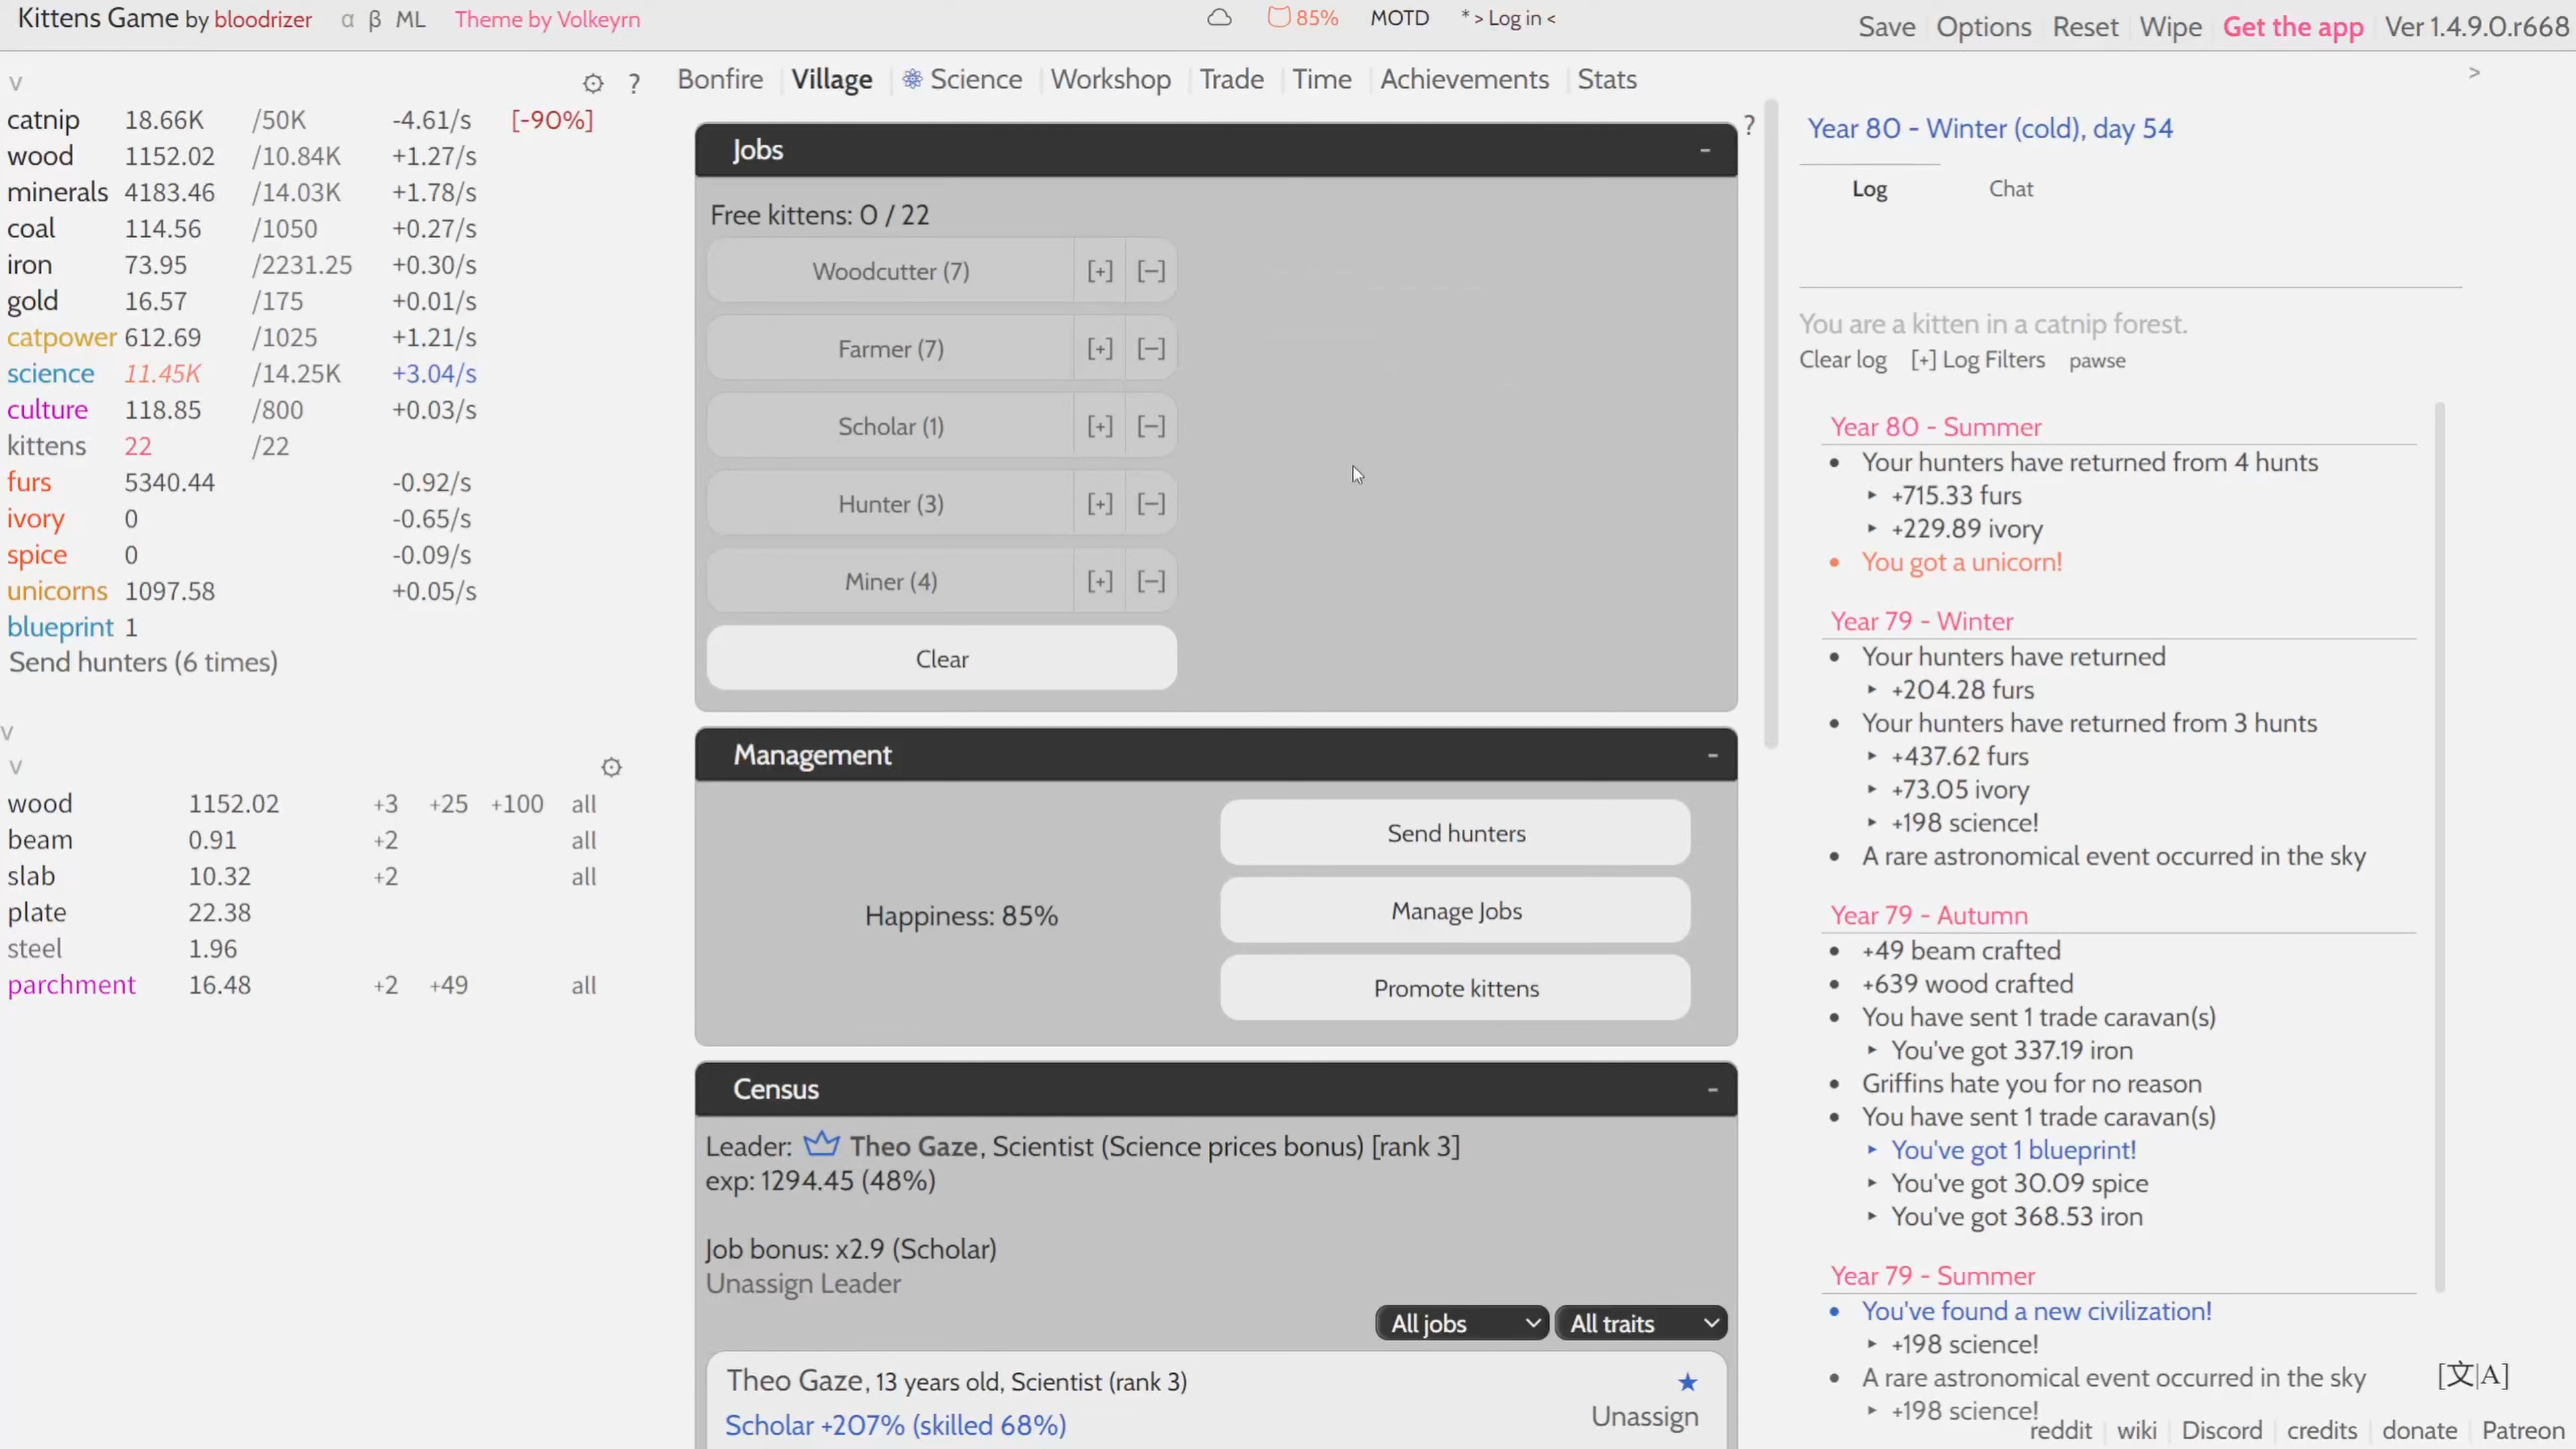 Kittens Game by bloodrizer α β ML Theme by Volkeyrn
85% MOTD * > Log in <
Save Options Reset Wipe Get the app Ver 1.4.9.0.r668
v ?
catnip 18.66K /50K -4.61/s [-90%]
wood 1152.02 /10.84K +1.27/s
minerals 4183.46 /14.03K +1.78/s
coal 114.56 /1050 +0.27/s
iron 73.95 /2231.25 +0.30/s
gold 16.57 /175 +0.01/s
catpower 612.69 /1025 +1.21/s
science 11.45K /14.25K +3.04/s
culture 118.85 /800 +0.03/s
kittens 22 /22
furs 5340.44 -0.92/s
ivory 0 -0.65/s
spice 0 -0.09/s
unicorns 1097.58 +0.05/s
blueprint 1
Send hunters (6 times)
v
v
wood 1152.02 +3 +25 +100 all
beam 0.91 +2 all
slab 10.32 +2 all
plate 22.38
steel 1.96
parchment 16.48 +2 +49 all
Bonfire Village Science Workshop Trade Time Achievements Stats
?
Jobs -
Free kittens: 0 / 22
Woodcutter (7) [+] [–]
Farmer (7) [+] [–]
Scholar (1) [+] [–]
Hunter (3) [+] [–]
Miner (4) [+] [–]
Clear
Management -
Happiness: 85%
Send hunters
Manage Jobs
Promote kittens
Census -
Leader: Theo Gaze, Scientist (Science prices bonus) [rank 3]
exp: 1294.45 (48%)
Job bonus: x2.9 (Scholar)
Unassign Leader
All jobs All traits
Theo Gaze, 13 years old, Scientist (rank 3) ★
Scholar +207% (skilled 68%)
Unassign
>
Year 80 - Winter (cold), day 54
Log Chat
You are a kitten in a catnip forest.
Clear log [+] Log Filters pawse
Year 80 - Summer
• Your hunters have returned from 4 hunts
‣ +715.33 furs
‣ +229.89 ivory
• You got a unicorn!
Year 79 - Winter
• Your hunters have returned
‣ +204.28 furs
• Your hunters have returned from 3 hunts
‣ +437.62 furs
‣ +73.05 ivory
‣ +198 science!
• A rare astronomical event occurred in the sky
Year 79 - Autumn
• +49 beam crafted
• +639 wood crafted
• You have sent 1 trade caravan(s)
‣ You've got 337.19 iron
• Griffins hate you for no reason
• You have sent 1 trade caravan(s)
‣ You've got 1 blueprint!
‣ You've got 30.09 spice
‣ You've got 368.53 iron
Year 79 - Summer
• You've found a new civilization!
‣ +198 science!
• A rare astronomical event occurred in the sky
‣ +198 science!
[文|A]
reddit wiki Discord credits donate Patreon